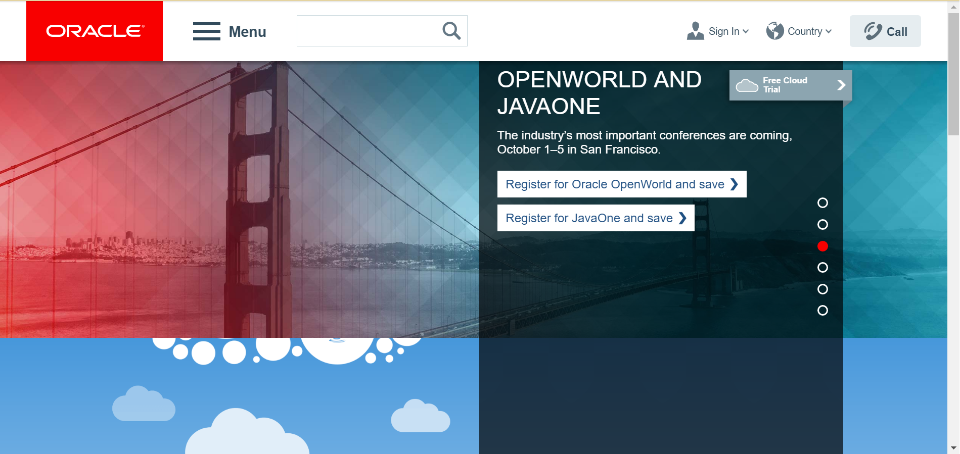 ORACLE®
Menu
Sign In
Country
Call
OPENWORLD AND
JAVAONE
Free Cloud
Trial
The industry's most important conferences are coming,
October 1–5 in San Francisco.
Register for Oracle OpenWorld and save
Register for JavaOne and save